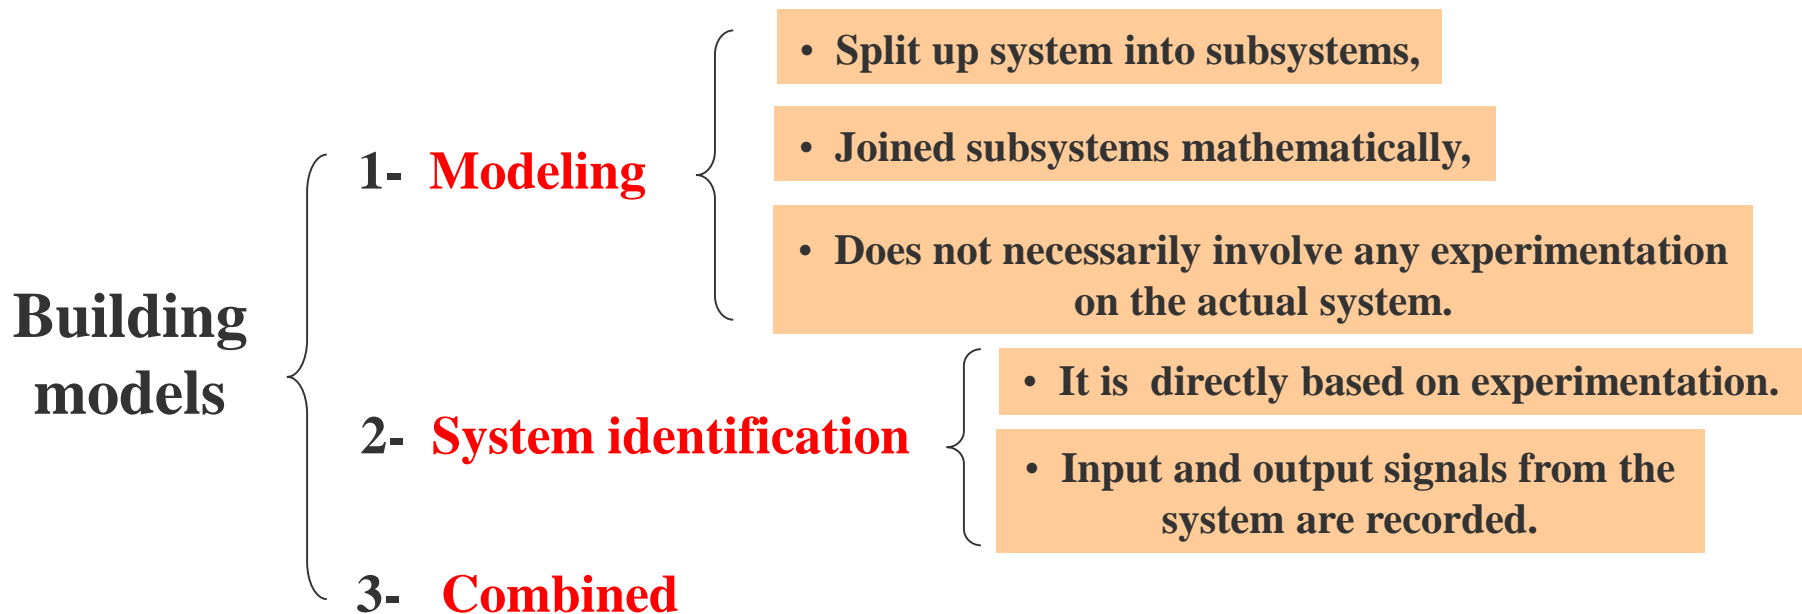 Building
models
1- Modeling
• Split up system into subsystems,
• Joined subsystems mathematically,
• Does not necessarily involve any experimentation
on the actual system.
2- System identification
• It is directly based on experimentation.
• Input and output signals from the
system are recorded.
3- Combined